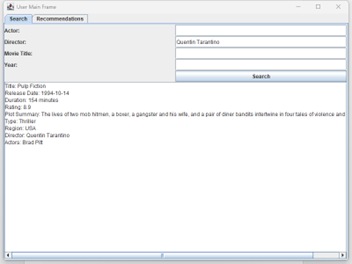 User Main Frame
Search Recommendations
Actor:
Director: Quentin Tarantino
Movie Title:
Year:
Search
Title: Pulp Fiction
Release Date: 1994-10-14
Duration: 154 minutes
Rating: 8.9
Plot Summary: The lives of two mob hitmen, a boxer, a gangster and his wife, and a pair of diner bandits intertwine in four tales of violence and
Type: Thriller
Region: USA
Director: Quentin Tarantino
Actors: Brad Pitt